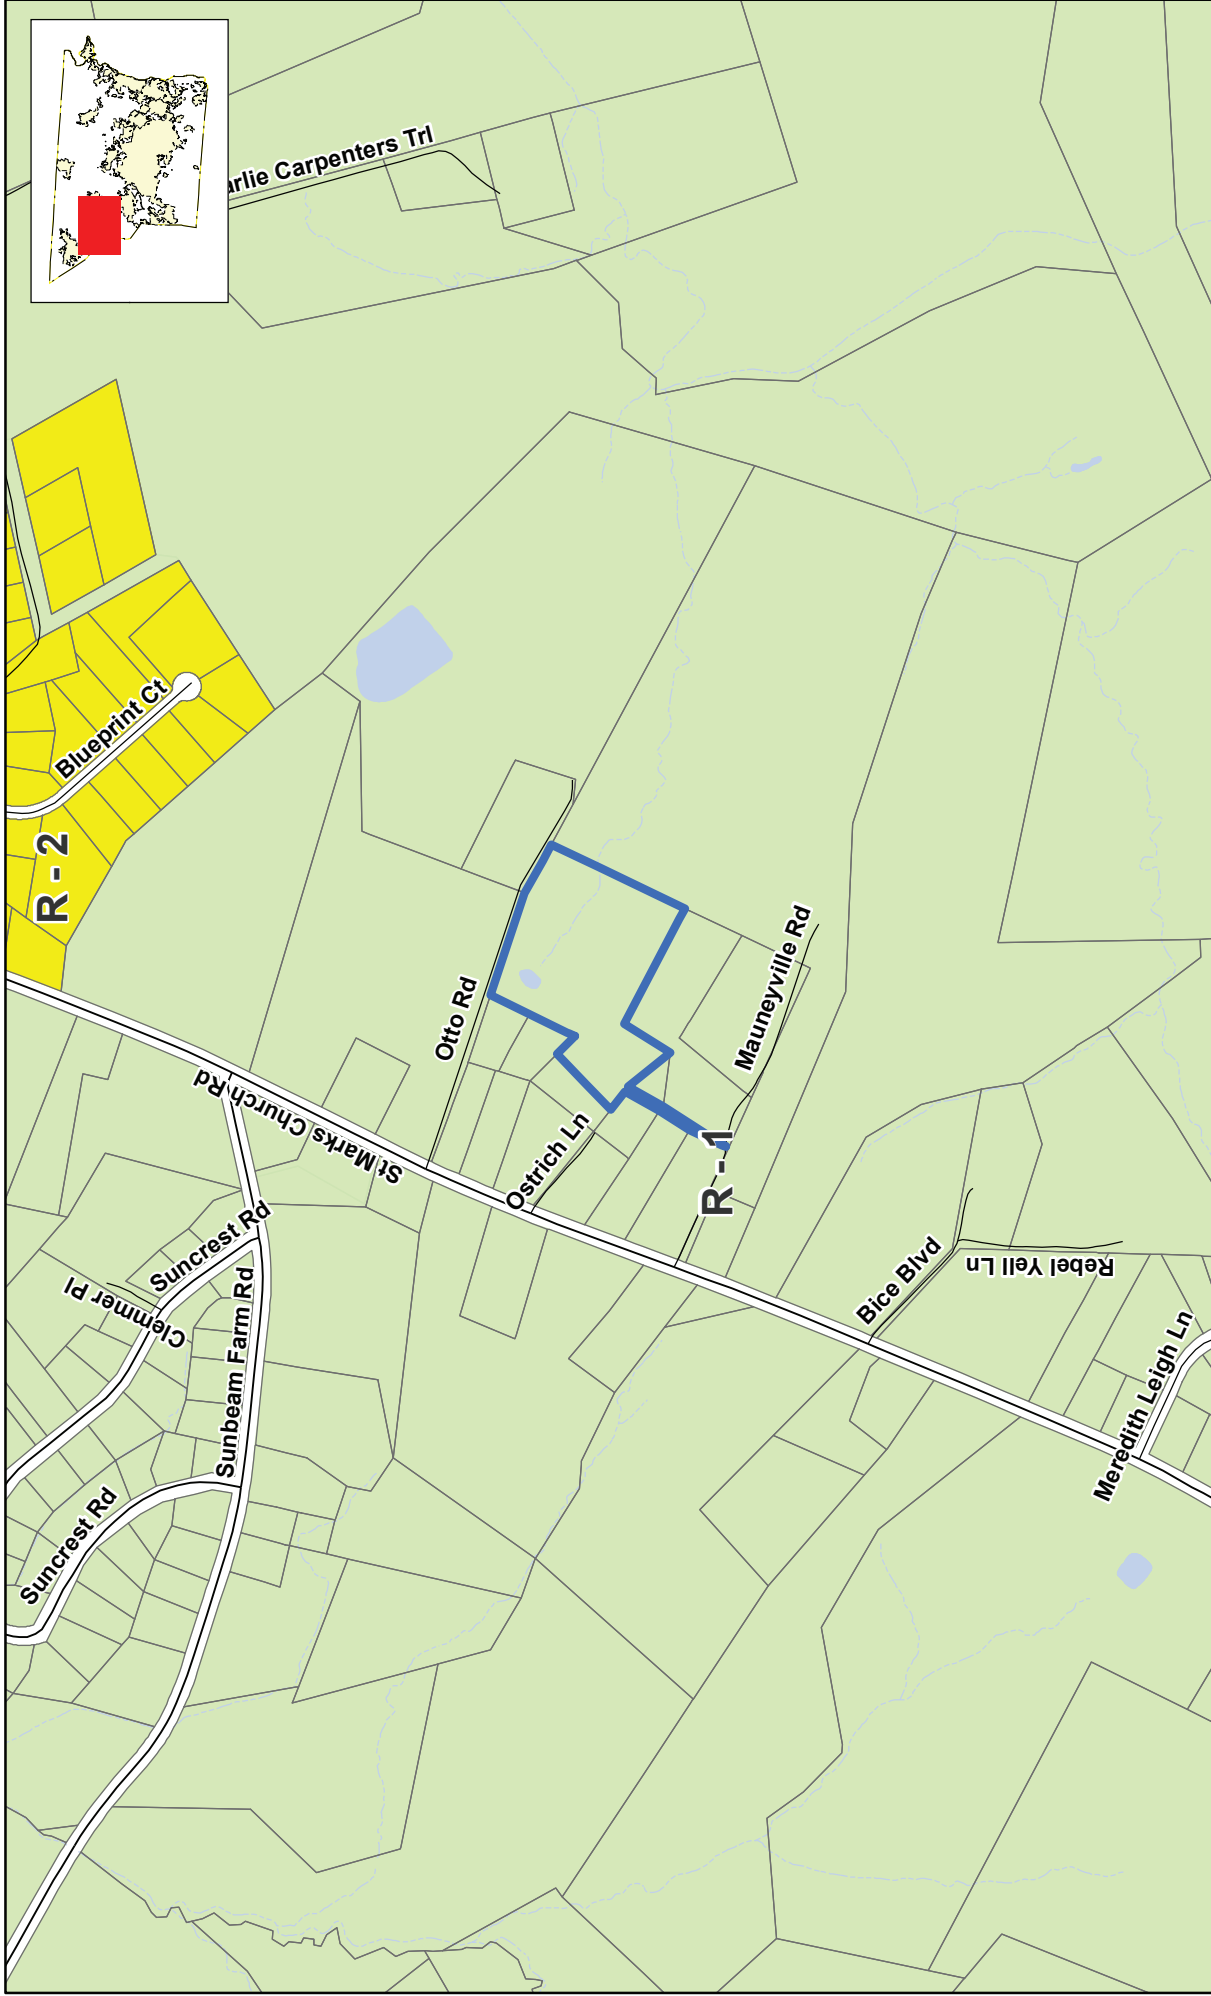 arlie Carpenters Trl
Blueprint Ct
R - 2
Otto Rd
Mauneyville Rd
St Marks Church Rd
Ostrich Ln
R - 1
Suncrest Rd
Clemmer Pl
Sunbeam Farm Rd
Bice Blvd
Rebel Yell Ln
Meredith Leigh Ln
Suncrest Rd